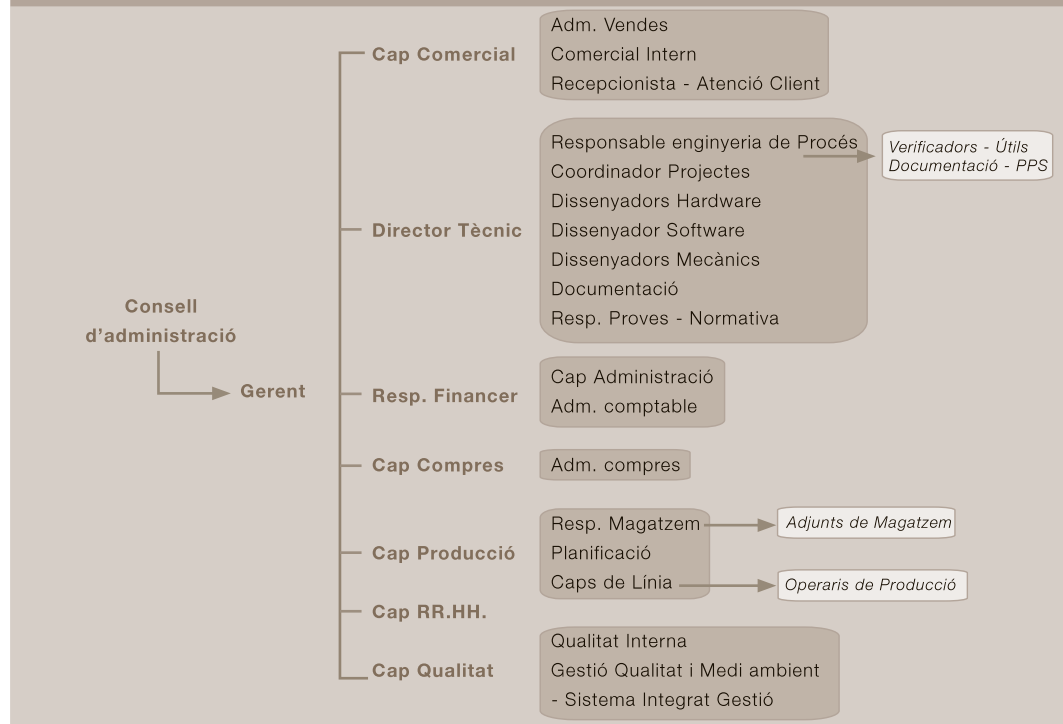 Consell
d'administració
Gerent
Cap Comercial
Adm. Vendes
Comercial Intern
Recepcionista - Atenció Client
Director Tècnic
Responsable enginyeria de Procés
Coordinador Projectes
Dissenyadors Hardware
Dissenyador Software
Dissenyadors Mecànics
Documentació
Resp. Proves - Normativa
Verificadors - Útils
Documentació - PPS
Resp. Financer
Cap Administració
Adm. comptable
Cap Compres
Adm. compres
Cap Producció
Resp. Magatzem
Planificació
Caps de Línia
Adjunts de Magatzem
Operaris de Producció
Cap RR.HH.
Cap Qualitat
Qualitat Interna
Gestió Qualitat i Medi ambient
- Sistema Integrat Gestió